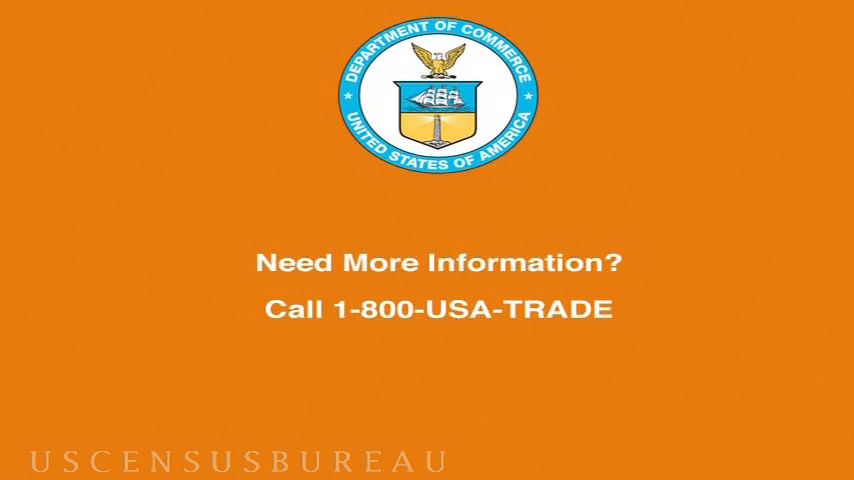 DEPARTMENT OF COMMERCE
UNITED STATES OF AMERICA
Need More Information?
Call 1-800-USA-TRADE
USCENSUSBUREAU